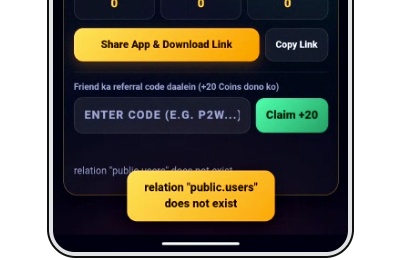 0 0 0
Share App & Download Link Copy Link
Friend ka referral code daalein (+20 Coins dono ko)
ENTER CODE (E.G. P2W...) Claim +20
relation "public.users" does not exist
relation "public.users"
does not exist